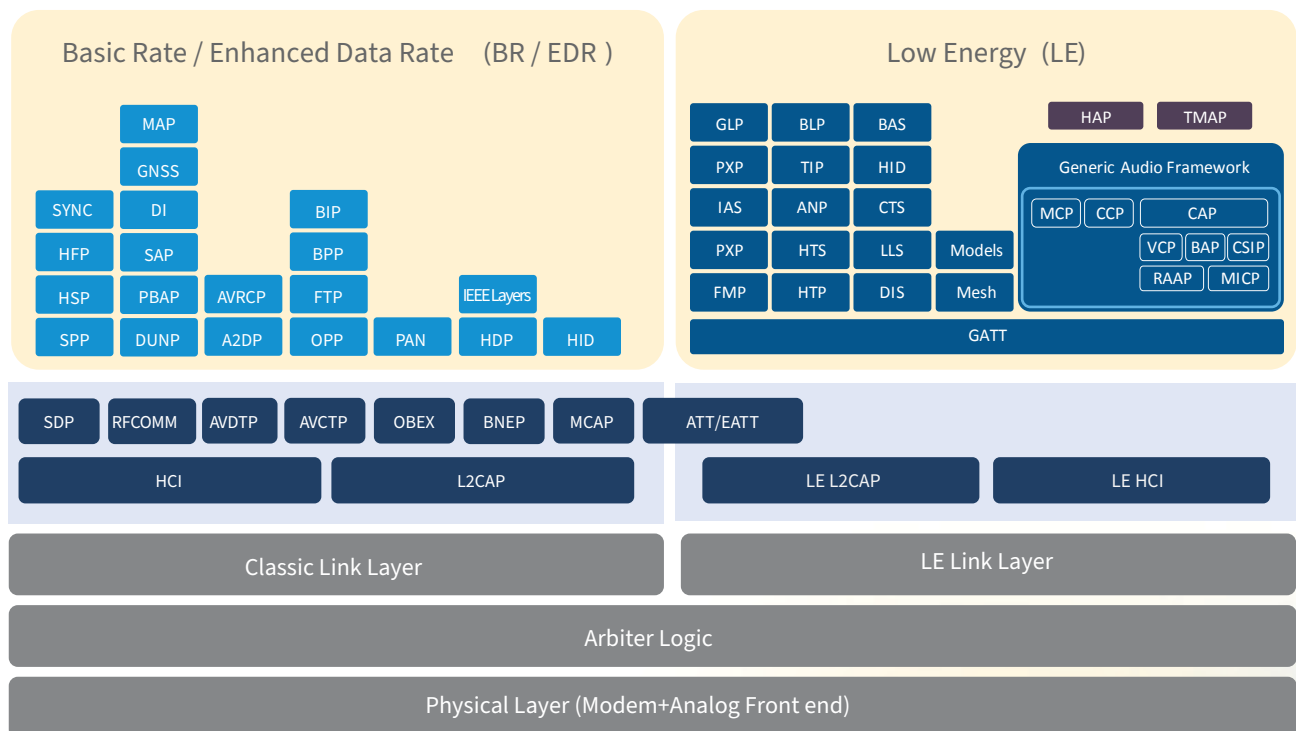 Basic Rate / Enhanced Data Rate (BR / EDR )
MAP
GNSS
SYNC DI BIP
HFP SAP BPP
HSP PBAP AVRCP FTP IEEE Layers
SPP DUNP A2DP OPP PAN HDP HID
Low Energy (LE)
GLP BLP BAS
PXP TIP HID
IAS ANP CTS
PXP HTS LLS Models
FMP HTP DIS Mesh
HAP TMAP
Generic Audio Framework
MCP CCP CAP
VCP BAP CSIP
RAAP MICP
GATT
SDP RFCOMM AVDTP AVCTP OBEX BNEP MCAP ATT/EATT
HCI L2CAP LE L2CAP LE HCI
Classic Link Layer LE Link Layer
Arbiter Logic
Physical Layer (Modem+Analog Front end)